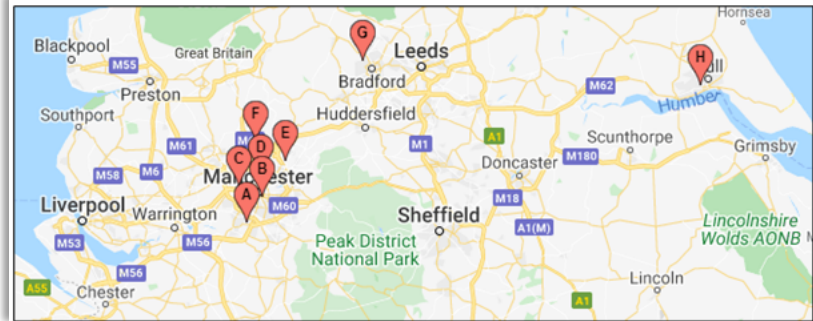 Hornsea
Blackpool
Great Britain
G
Leeds
H
ull
M55
Bradford
Preston
M62
Humber
Southport
F
Huddersfield
M61
E
A1
M1
Scunthorpe
D
C
B
M180
Grimsby
M58
M6
Manchester
Doncaster
A
M60
M18
Liverpool
Warrington
Sheffield
Lincolnshire
Wolds AONB
M53
M56
Peak District
National Park
A1(M)
M56
Lincoln
A55
Chester
A1